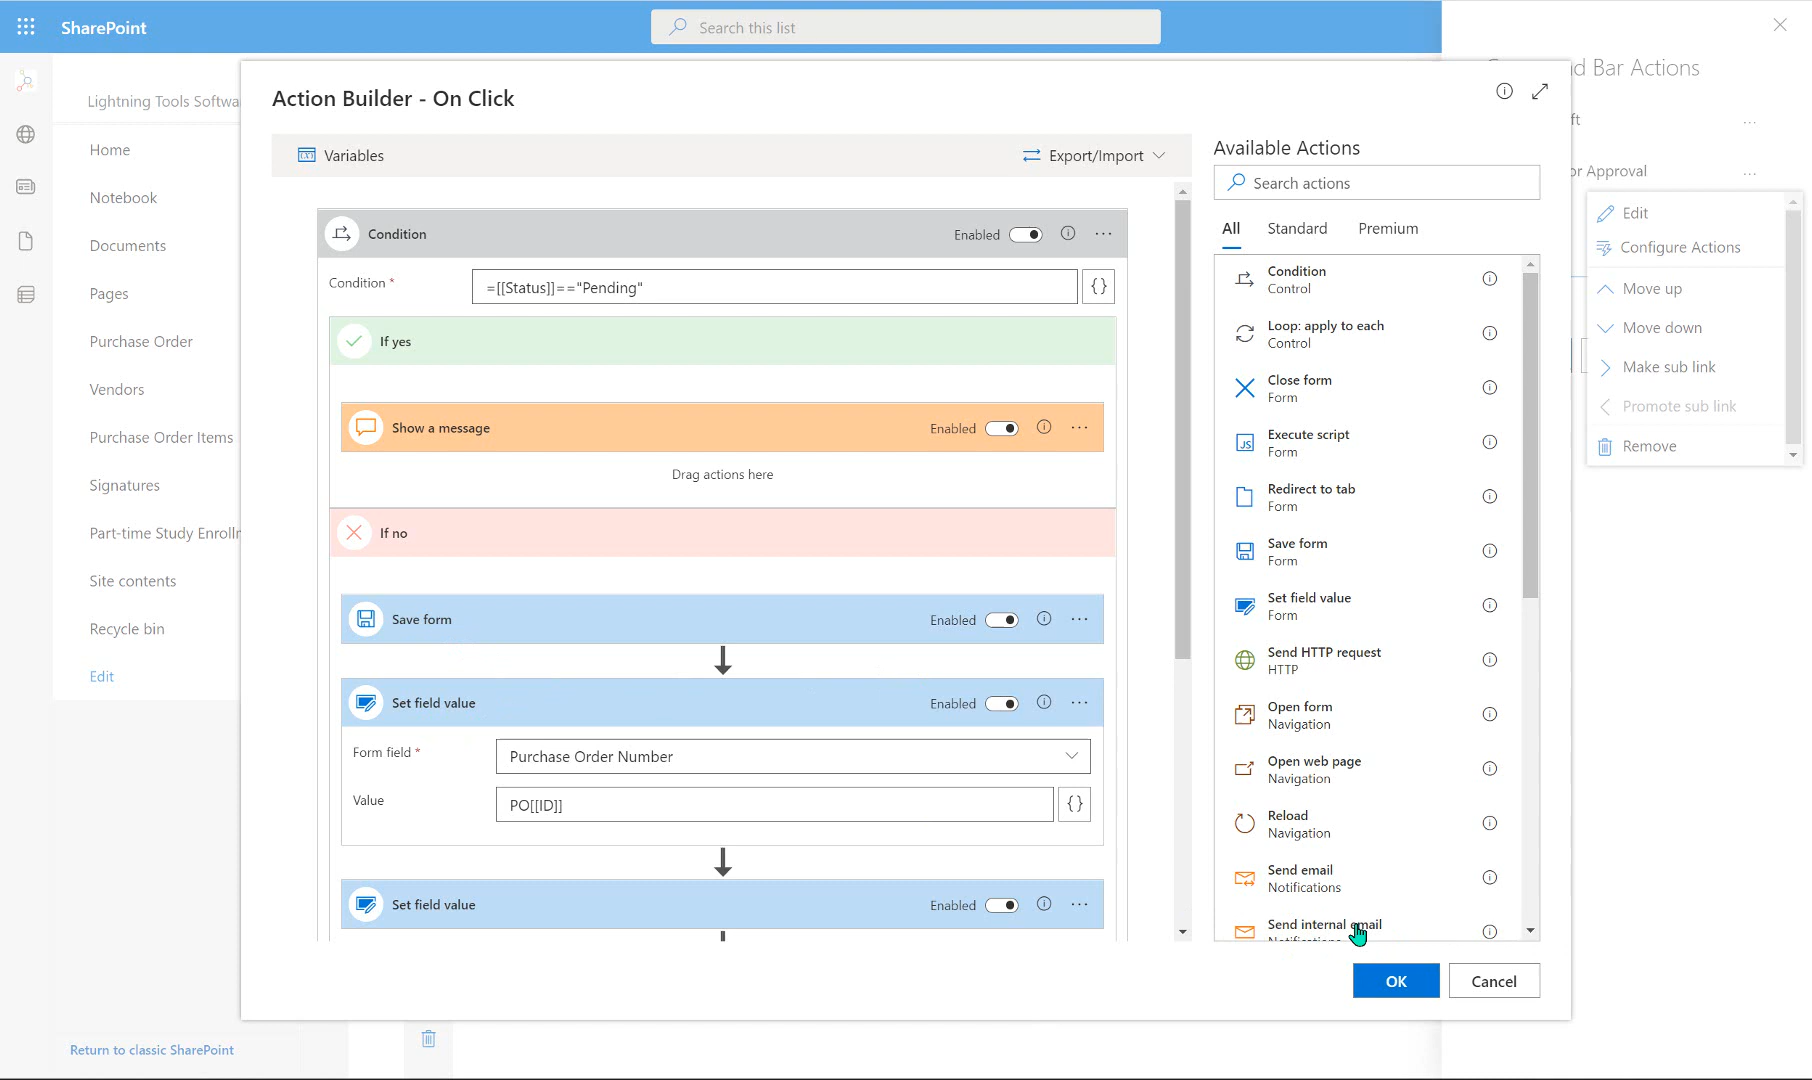 SharePoint
Search this list
Lightning Tools Softwa
Home
Notebook
Documents
Pages
Purchase Order
Vendors
Purchase Order Items
Signatures
Part-time Study Enroll
Site contents
Recycle bin
Edit
Return to classic SharePoint
Action Builder - On Click
Variables
Export/Import
Condition
Enabled
Condition *
=[[Status]]=="Pending"
{}
If yes
Show a message
Enabled
Drag actions here
If no
Save form
Enabled
Set field value
Enabled
Form field *
Purchase Order Number
Value
PO[[ID]]
{}
Set field value
Enabled
Available Actions
Search actions
All
Standard
Premium
Condition
Control
Loop: apply to each
Control
Close form
Form
JS
Execute script
Form
Redirect to tab
Form
Save form
Form
Set field value
Form
Send HTTP request
HTTP
Open form
Navigation
Open web page
Navigation
Reload
Navigation
Send email
Notifications
Send internal email
OK
Cancel
d Bar Actions
ft
or Approval
Edit
Configure Actions
Move up
Move down
Make sub link
Promote sub link
Remove